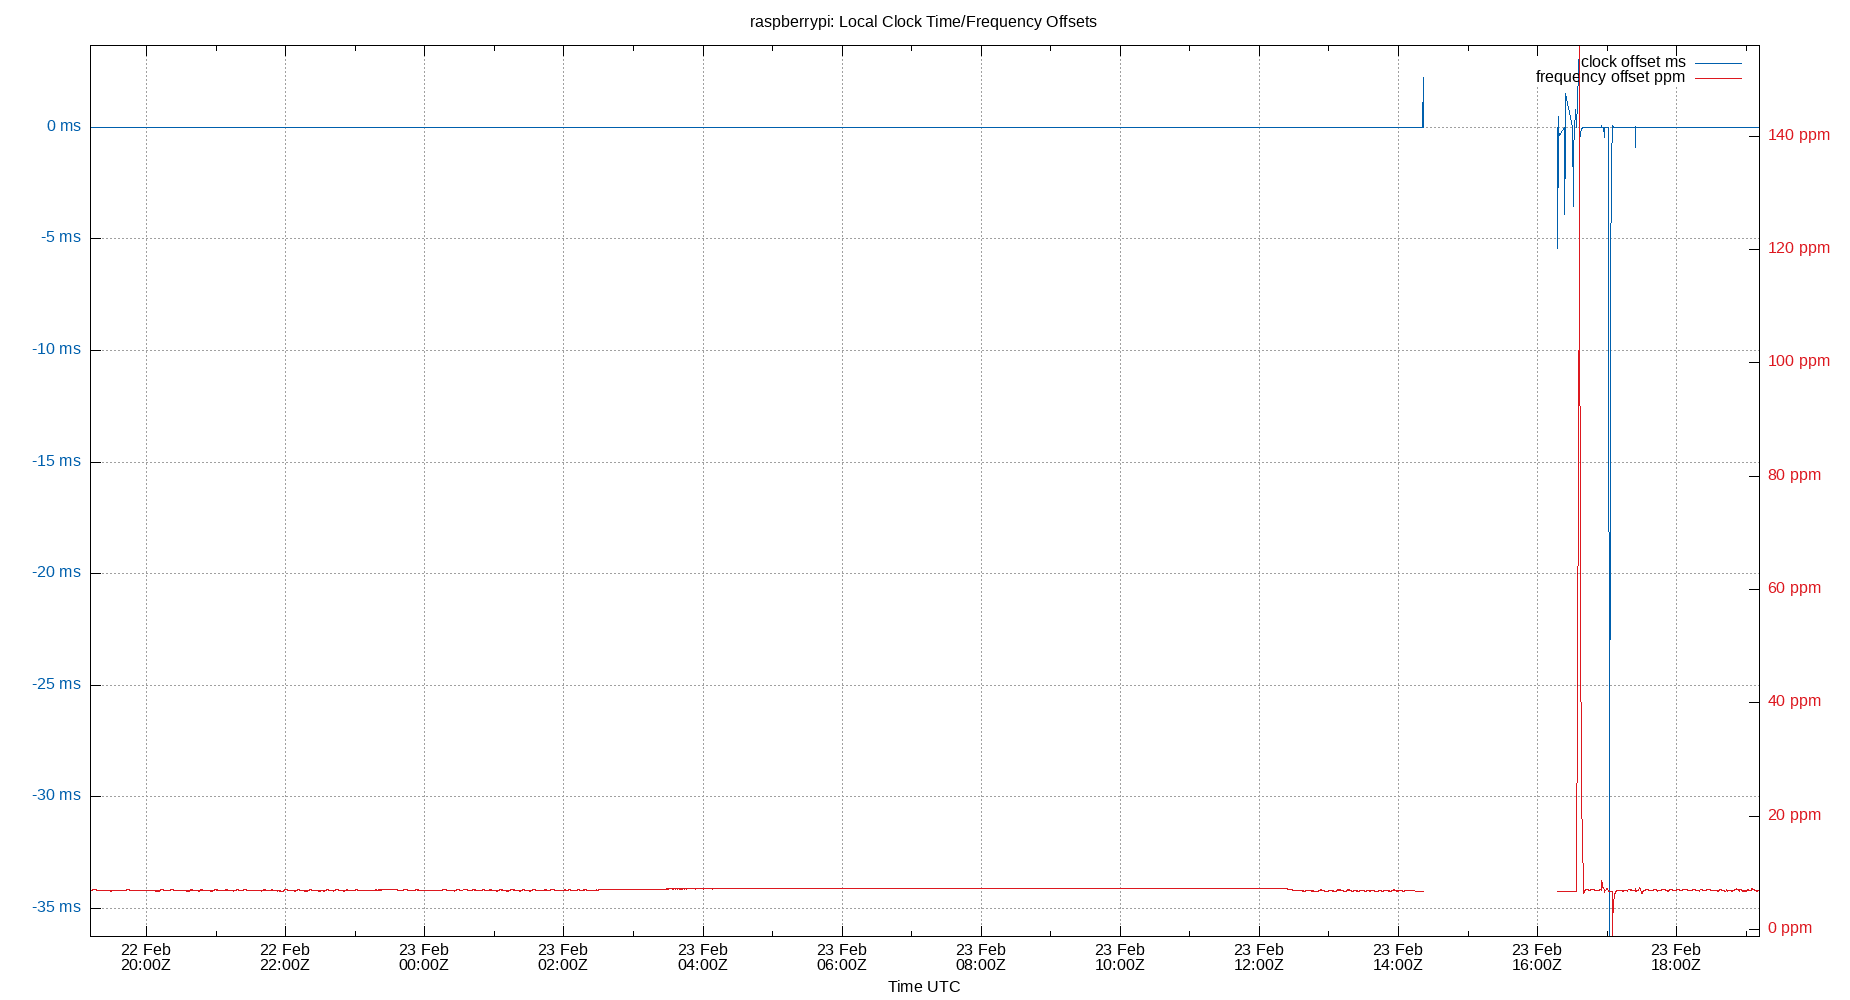 raspberrypi: Local Clock Time/Frequency Offsets
clock offset ms
frequency offset ppm
0 ms
-5 ms
-10 ms
-15 ms
-20 ms
-25 ms
-30 ms
-35 ms
140 ppm
120 ppm
100 ppm
80 ppm
60 ppm
40 ppm
20 ppm
0 ppm
22 Feb 22 Feb 23 Feb 23 Feb 23 Feb 23 Feb 23 Feb 23 Feb 23 Feb 23 Feb 23 Feb 23 Feb
20:00Z 22:00Z 00:00Z 02:00Z 04:00Z 06:00Z 08:00Z 10:00Z 12:00Z 14:00Z 16:00Z 18:00Z
Time UTC